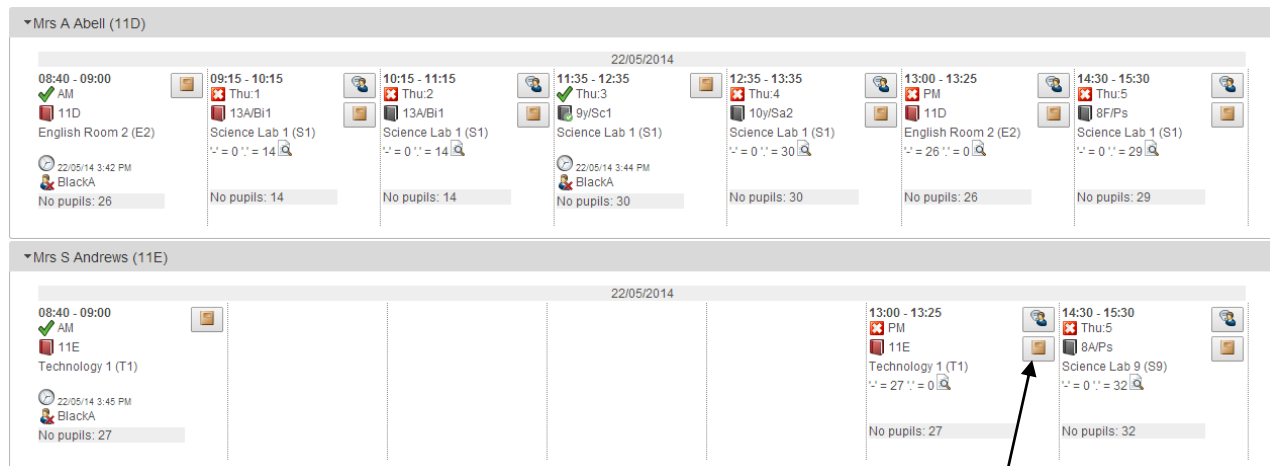 Mrs A Abell (11D)
22/05/2014
08:40 - 09:00
AM
11D
English Room 2 (E2)
22/05/14 3:42 PM
BlackA
No pupils: 26
09:15 - 10:15
Thu:1
13A/Bi1
Science Lab 1 (S1)
'-' = 0 '.' = 14
No pupils: 14
10:15 - 11:15
Thu:2
13A/Bi1
Science Lab 1 (S1)
'-' = 0 '.' = 14
No pupils: 14
11:35 - 12:35
Thu:3
9y/Sc1
Science Lab 1 (S1)
22/05/14 3:44 PM
BlackA
No pupils: 30
12:35 - 13:35
Thu:4
10y/Sa2
Science Lab 1 (S1)
'-' = 0 '.' = 30
No pupils: 30
13:00 - 13:25
PM
11D
English Room 2 (E2)
'-' = 26 '.' = 0
No pupils: 26
14:30 - 15:30
Thu:5
8F/Ps
Science Lab 1 (S1)
'-' = 0 '.' = 29
No pupils: 29
Mrs S Andrews (11E)
22/05/2014
08:40 - 09:00
AM
11E
Technology 1 (T1)
22/05/14 3:45 PM
BlackA
No pupils: 27
13:00 - 13:25
PM
11E
Technology 1 (T1)
'-' = 27 '.' = 0
No pupils: 27
14:30 - 15:30
Thu:5
8A/Ps
Science Lab 9 (S9)
'-' = 0 '.' = 32
No pupils: 32